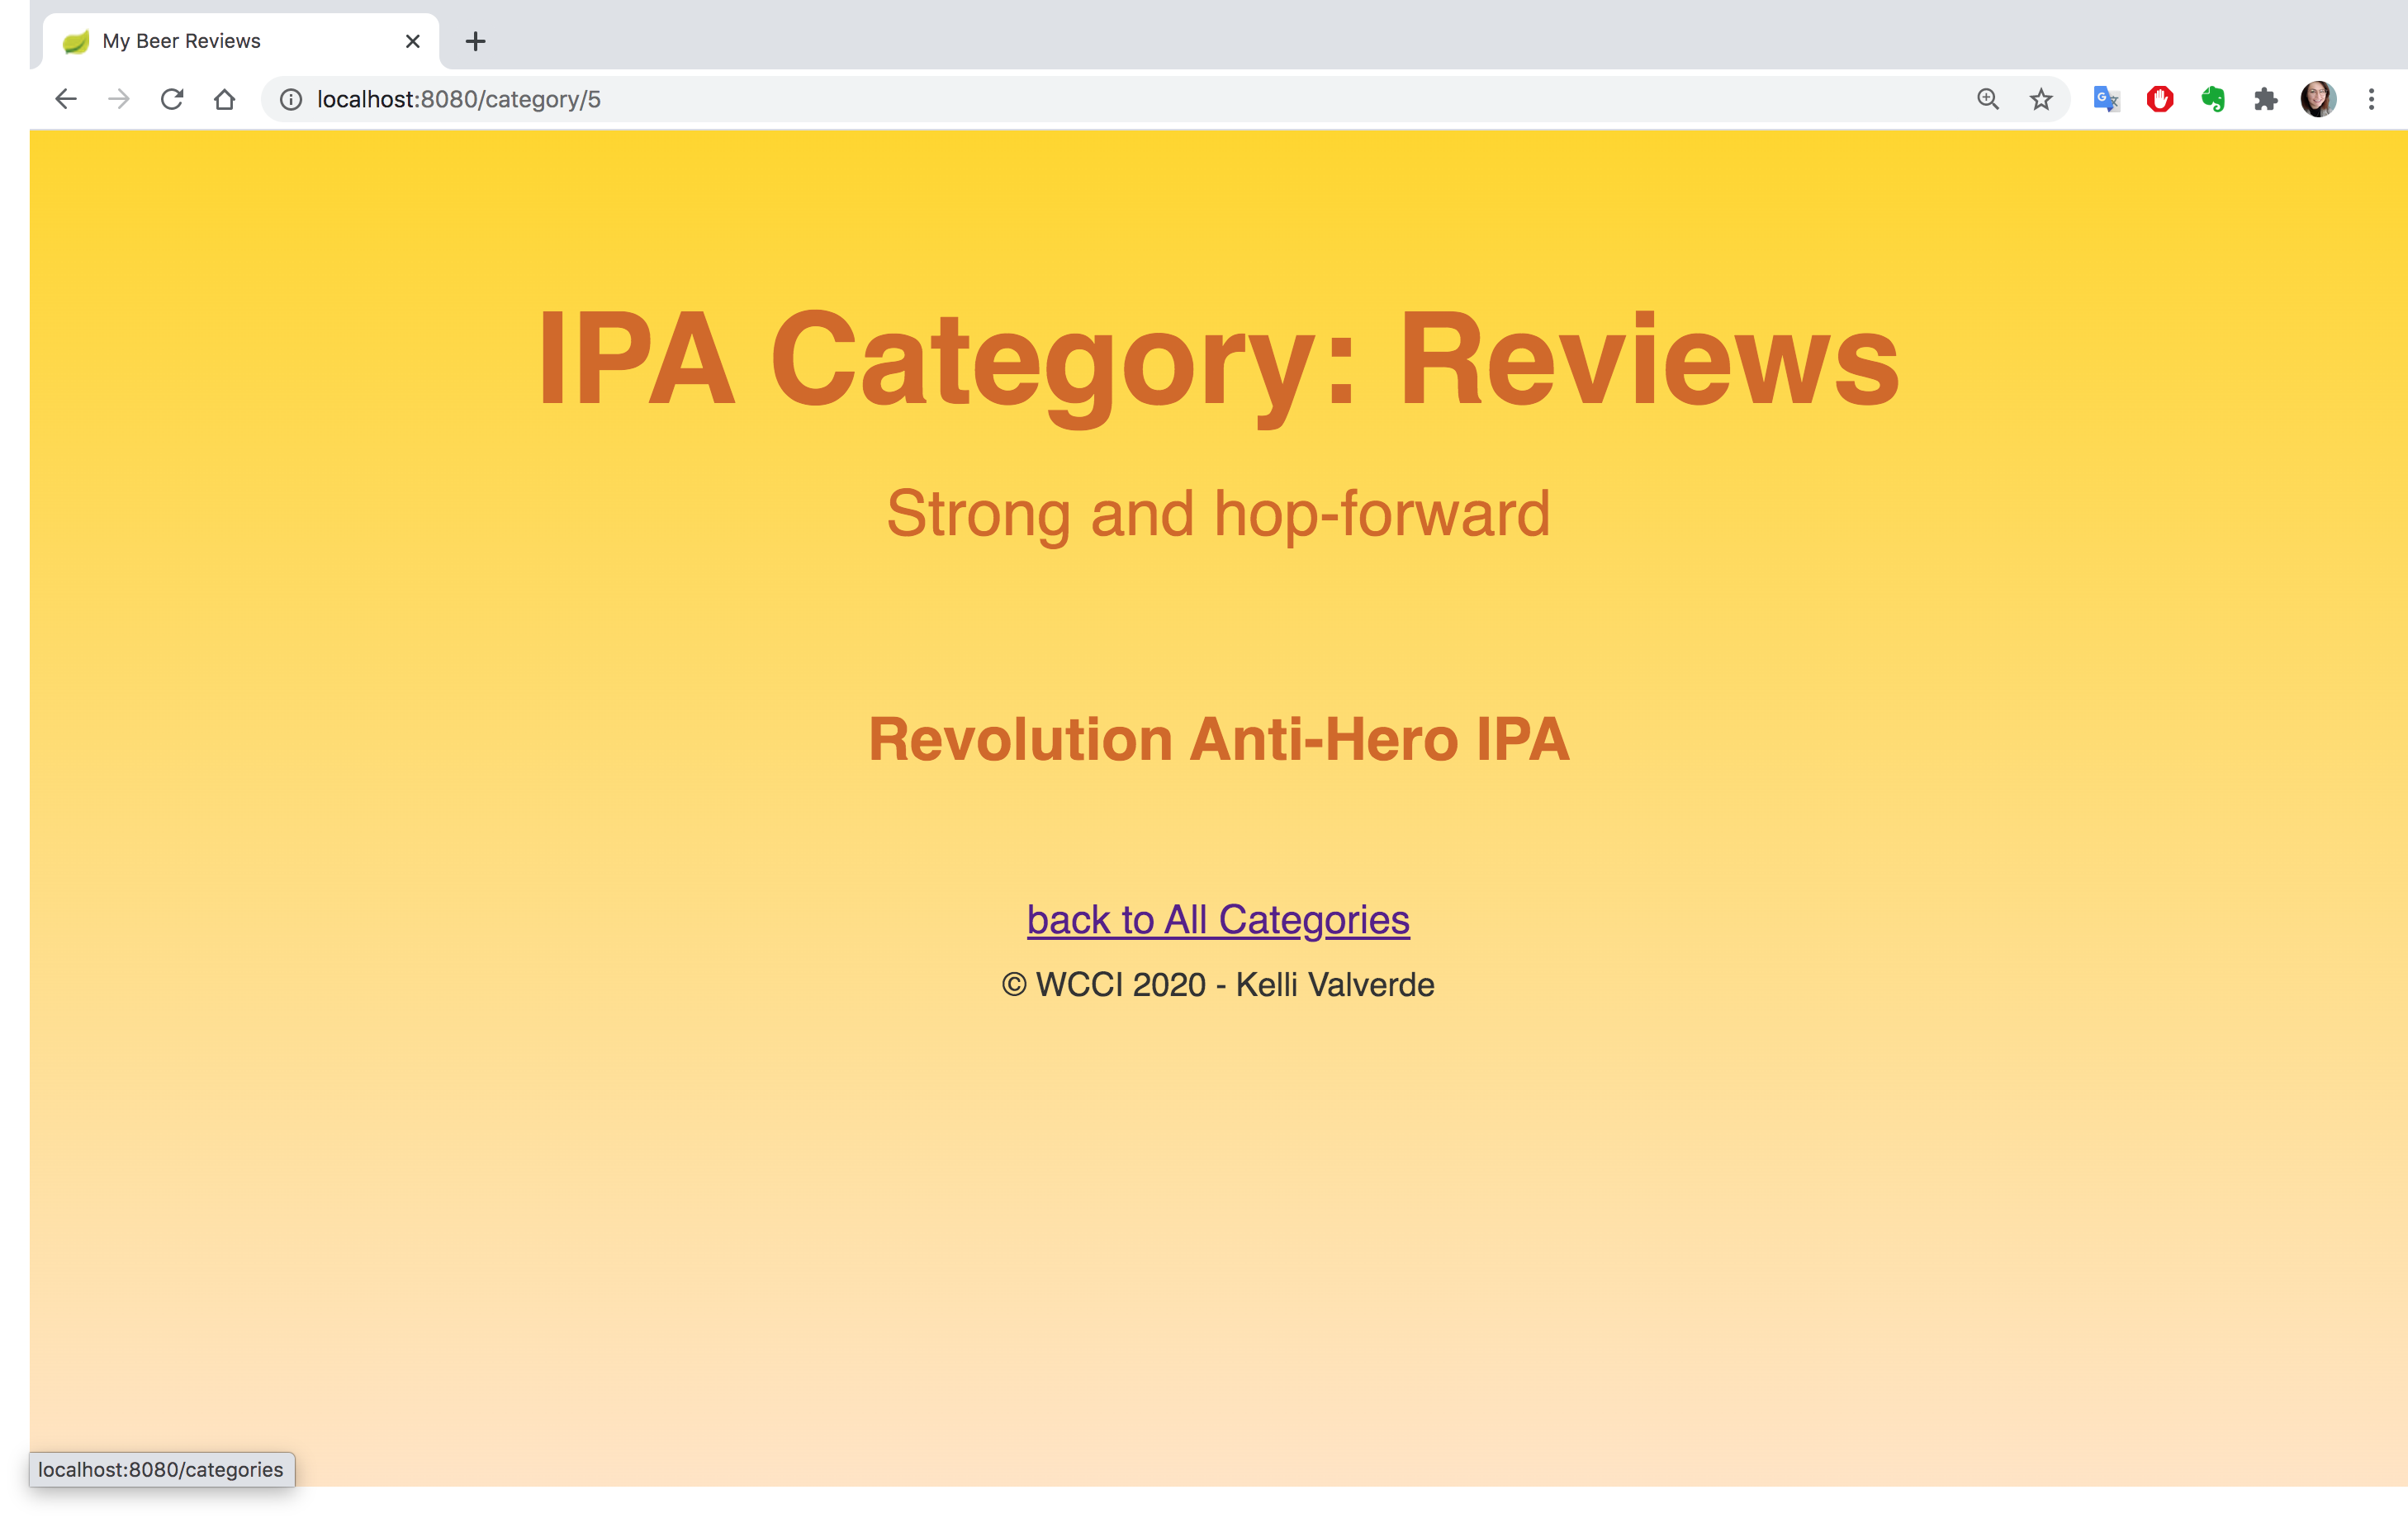 My Beer Reviews
localhost:8080/category/5
IPA Category: Reviews
Strong and hop-forward
Revolution Anti-Hero IPA
back to All Categories
© WCCI 2020 - Kelli Valverde
localhost:8080/categories